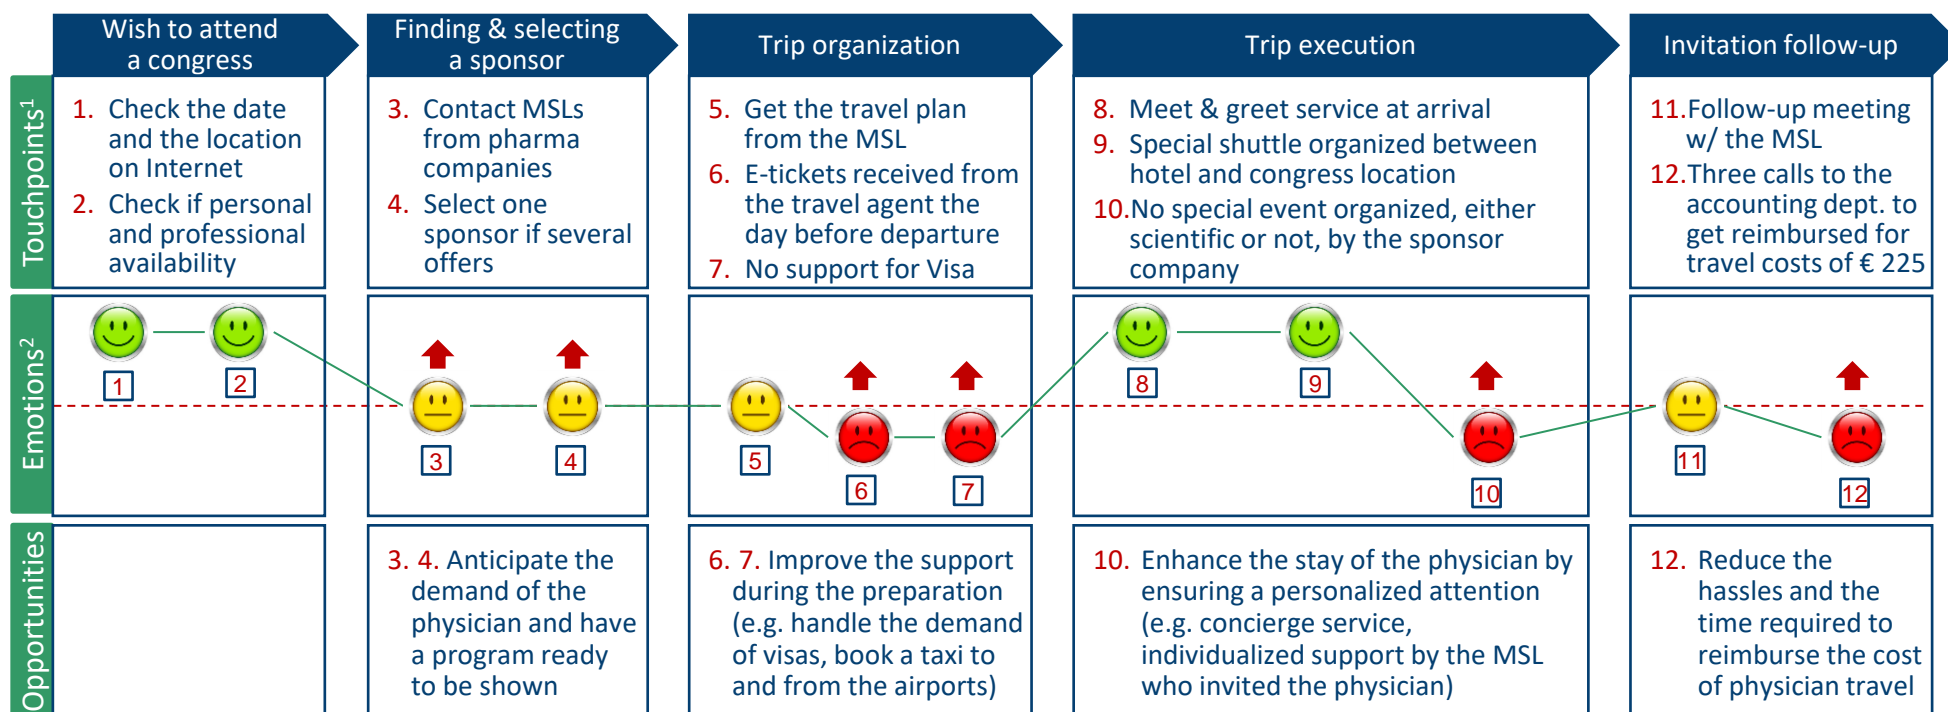 Wish to attend
a congress
Finding & selecting
a sponsor
Trip organization
Trip execution
Invitation follow-up
Touchpoints1
1. Check the date
and the location
on Internet
2. Check if personal
and professional
availability
3. Contact MSLs
from pharma
companies
4. Select one
sponsor if several
offers
5. Get the travel plan
from the MSL
6. E-tickets received from
the travel agent the
day before departure
7. No support for Visa
8. Meet & greet service at arrival
9. Special shuttle organized between
hotel and congress location
10.No special event organized, either
scientific or not, by the sponsor
company
11.Follow-up meeting
w/ the MSL
12.Three calls to the
accounting dept. to
get reimbursed for
travel costs of € 225
Emotions2
1
2
3
4
5
6
7
8
9
10
11
12
Opportunities
3. 4. Anticipate the
demand of the
physician and have
a program ready
to be shown
6. 7. Improve the support
during the preparation
(e.g. handle the demand
of visas, book a taxi to
and from the airports)
10. Enhance the stay of the physician by
ensuring a personalized attention
(e.g. concierge service,
individualized support by the MSL
who invited the physician)
12. Reduce the
hassles and the
time required to
reimburse the cost
of physician travel